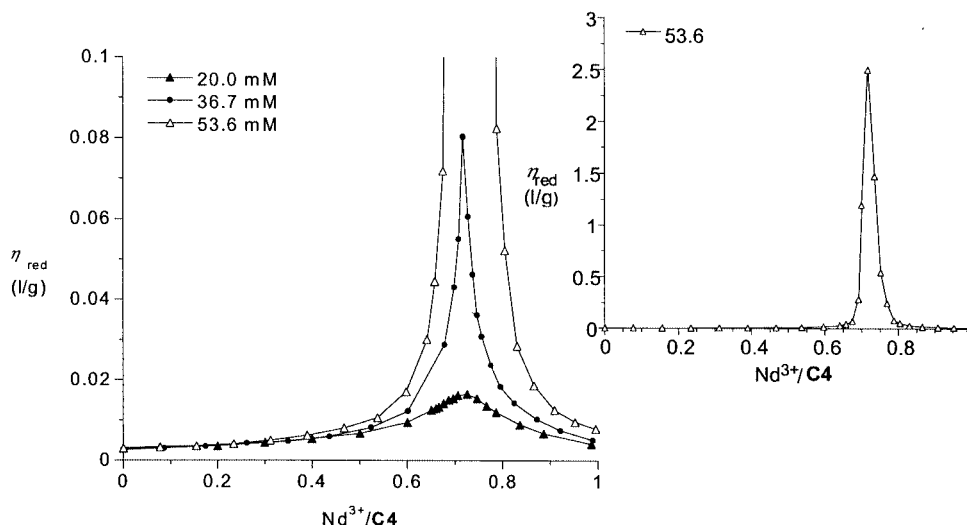 0.1
0.08
0.06
0.04
0.02
0
20.0 mM
36.7 mM
53.6 mM
η red
(l/g)
0 0.2 0.4 0.6 0.8 1
Nd3+/C4
3
2.5
2
1.5
1
0.5
0
53.6
ηred
(l/g)
0 0.2 0.4 0.6 0.8
Nd3+/C4